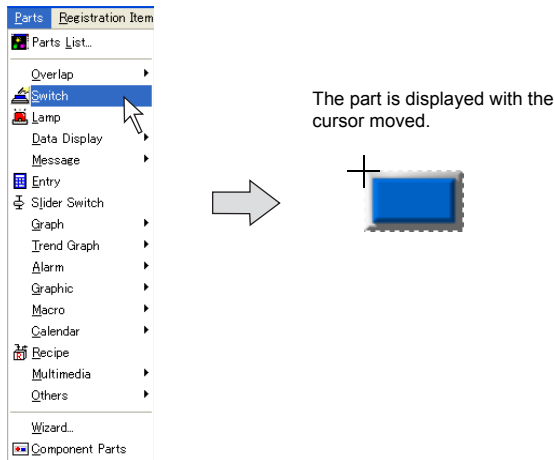 Parts Registration Item
Parts List...
Overlap
Switch
Lamp
Data Display
Message
Entry
Slider Switch
Graph
Trend Graph
Alarm
Graphic
Macro
Calendar
Recipe
Multimedia
Others
Wizard...
Component Parts
The part is displayed with the
cursor moved.